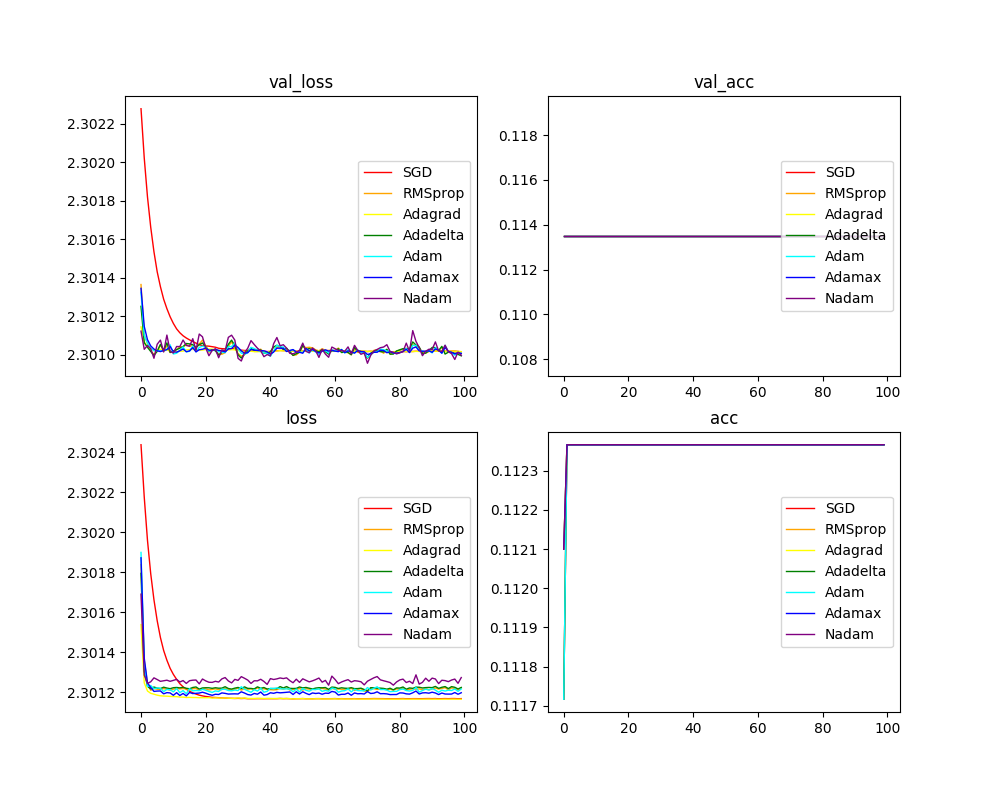 val_loss
2.3022
2.3020
2.3018
2.3016
2.3014
2.3012
2.3010
0 20 40 60 80 100
SGD
RMSprop
Adagrad
Adadelta
Adam
Adamax
Nadam
val_acc
0.118
0.116
0.114
0.112
0.110
0.108
0 20 40 60 80 100
SGD
RMSprop
Adagrad
Adadelta
Adam
Adamax
Nadam
loss
2.3024
2.3022
2.3020
2.3018
2.3016
2.3014
2.3012
0 20 40 60 80 100
SGD
RMSprop
Adagrad
Adadelta
Adam
Adamax
Nadam
acc
0.1123
0.1122
0.1121
0.1120
0.1119
0.1118
0.1117
0 20 40 60 80 100
SGD
RMSprop
Adagrad
Adadelta
Adam
Adamax
Nadam